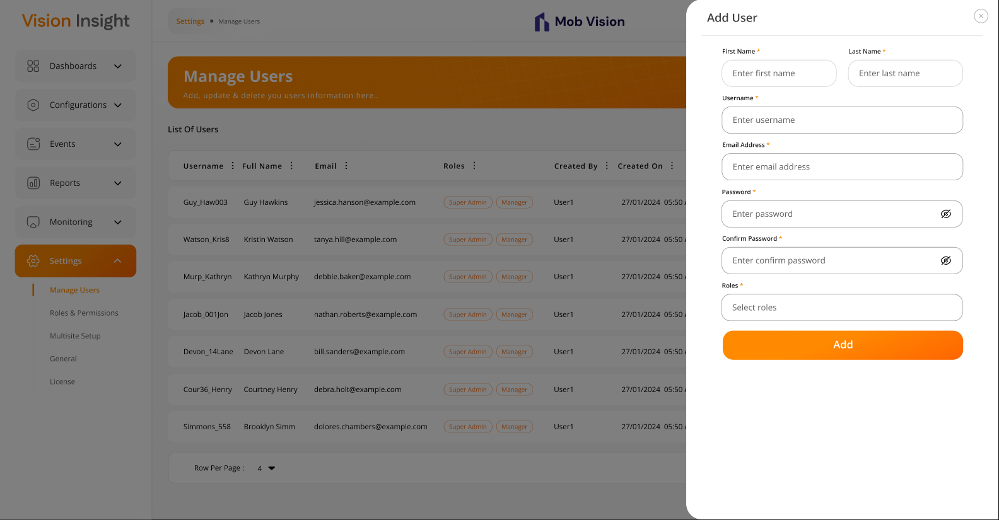 Vision Insight
Dashboards
Configurations
Events
Reports
Monitoring
Settings
Manage Users
Roles & Permissions
Multisite Setup
General
License
Settings • Manage Users
Mob Vision
Manage Users
Add, update & delete you users information here..
List Of Users
Username Full Name Email Roles Created By Created On
Guy_Haw003 Guy Hawkins jessica.hanson@example.com Super Admin Manager User1 27/01/2024 05:50
Watson_Kris8 Kristin Watson tanya.hill@example.com Super Admin Manager User1 27/01/2024 05:50
Murp_Kathryn Kathryn Murphy debbie.baker@example.com Super Admin Manager User1 27/01/2024 05:50
Jacob_001Jon Jacob Jones nathan.roberts@example.com Super Admin Manager User1 27/01/2024 05:50
Devon_14Lane Devon Lane bill.sanders@example.com Super Admin Manager User1 27/01/2024 05:50
Cour36_Henry Courtney Henry debra.holt@example.com Super Admin Manager User1 27/01/2024 05:50
Simmons_558 Brooklyn Simm dolores.chambers@example.com Super Admin Manager User1 27/01/2024 05:50
Row Per Page : 4
Add User
First Name * Last Name *
Enter first name Enter last name
Username *
Enter username
Email Address *
Enter email address
Password *
Enter password
Confirm Password *
Enter confirm password
Roles *
Select roles
Add